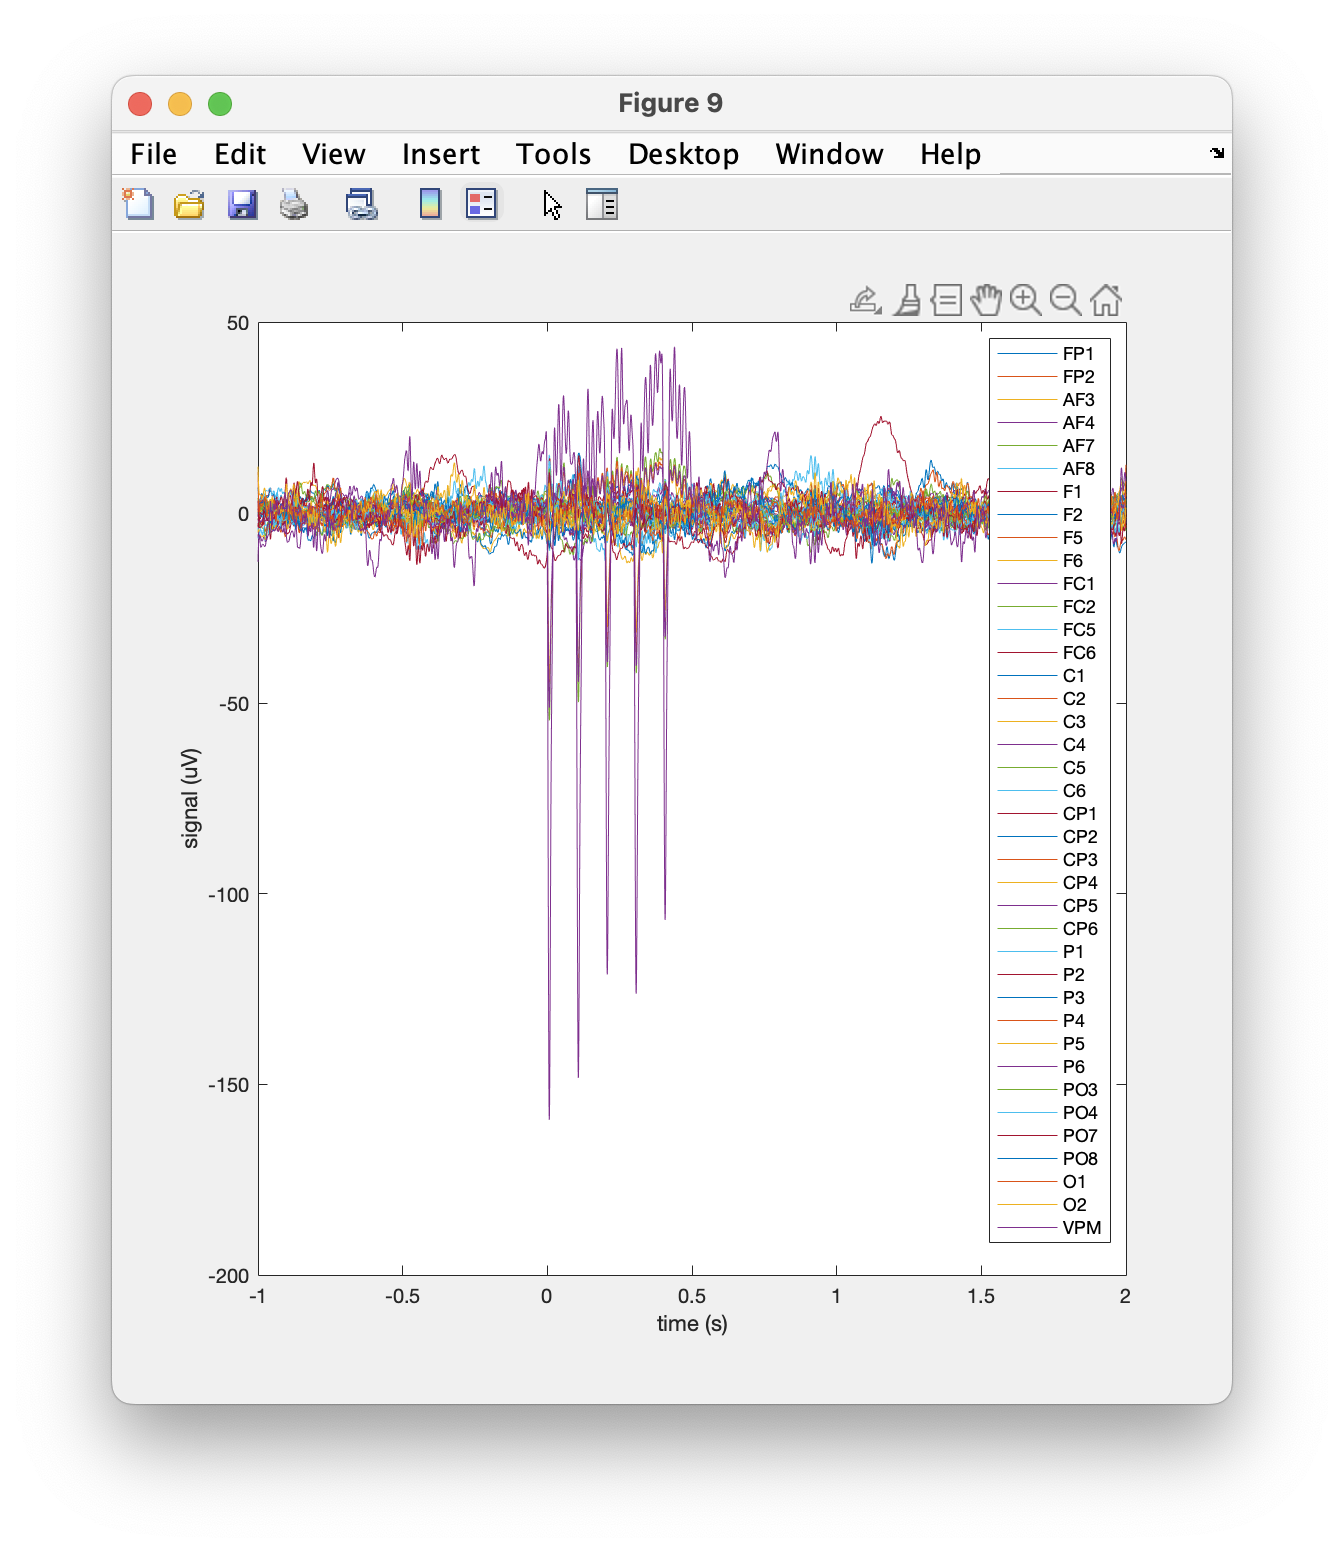 Figure 9
File Edit View Insert Tools Desktop Window Help
50
0
-50
-100
-150
-200
signal (uV)
-1 -0.5 0 0.5 1 1.5 2
time (s)
FP1
FP2
AF3
AF4
AF7
AF8
F1
F2
F5
F6
FC1
FC2
FC5
FC6
C1
C2
C3
C4
C5
C6
CP1
CP2
CP3
CP4
CP5
CP6
P1
P2
P3
P4
P5
P6
PO3
PO4
PO7
PO8
O1
O2
VPM